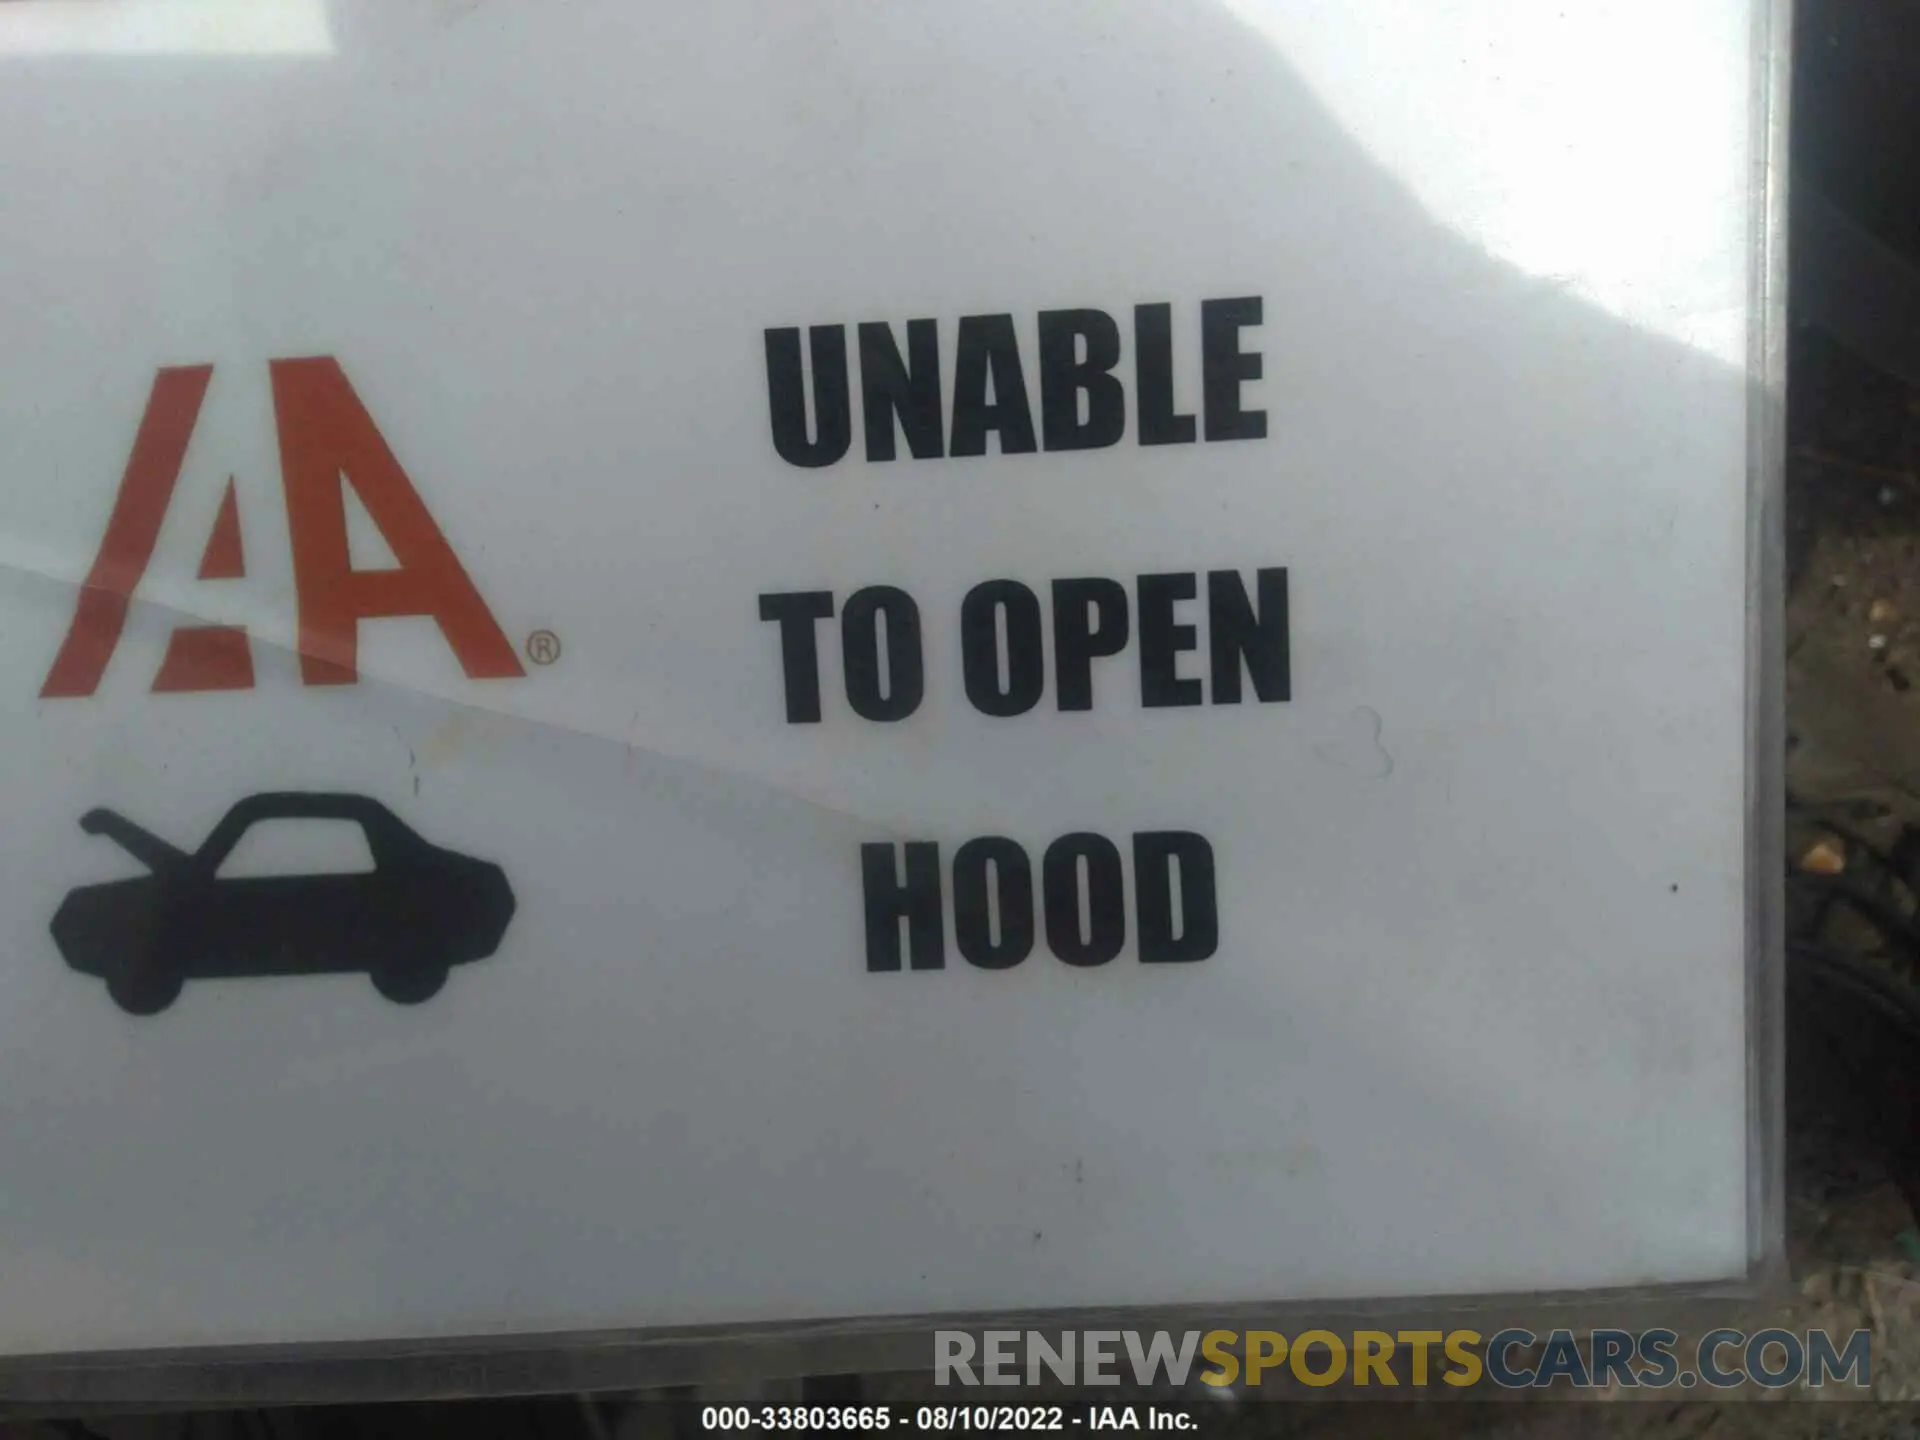 IAA®
UNABLE
TO OPEN
HOOD
RENEWSPORTSCARS.COM
000-33803665 - 08/10/2022 - IAA Inc.